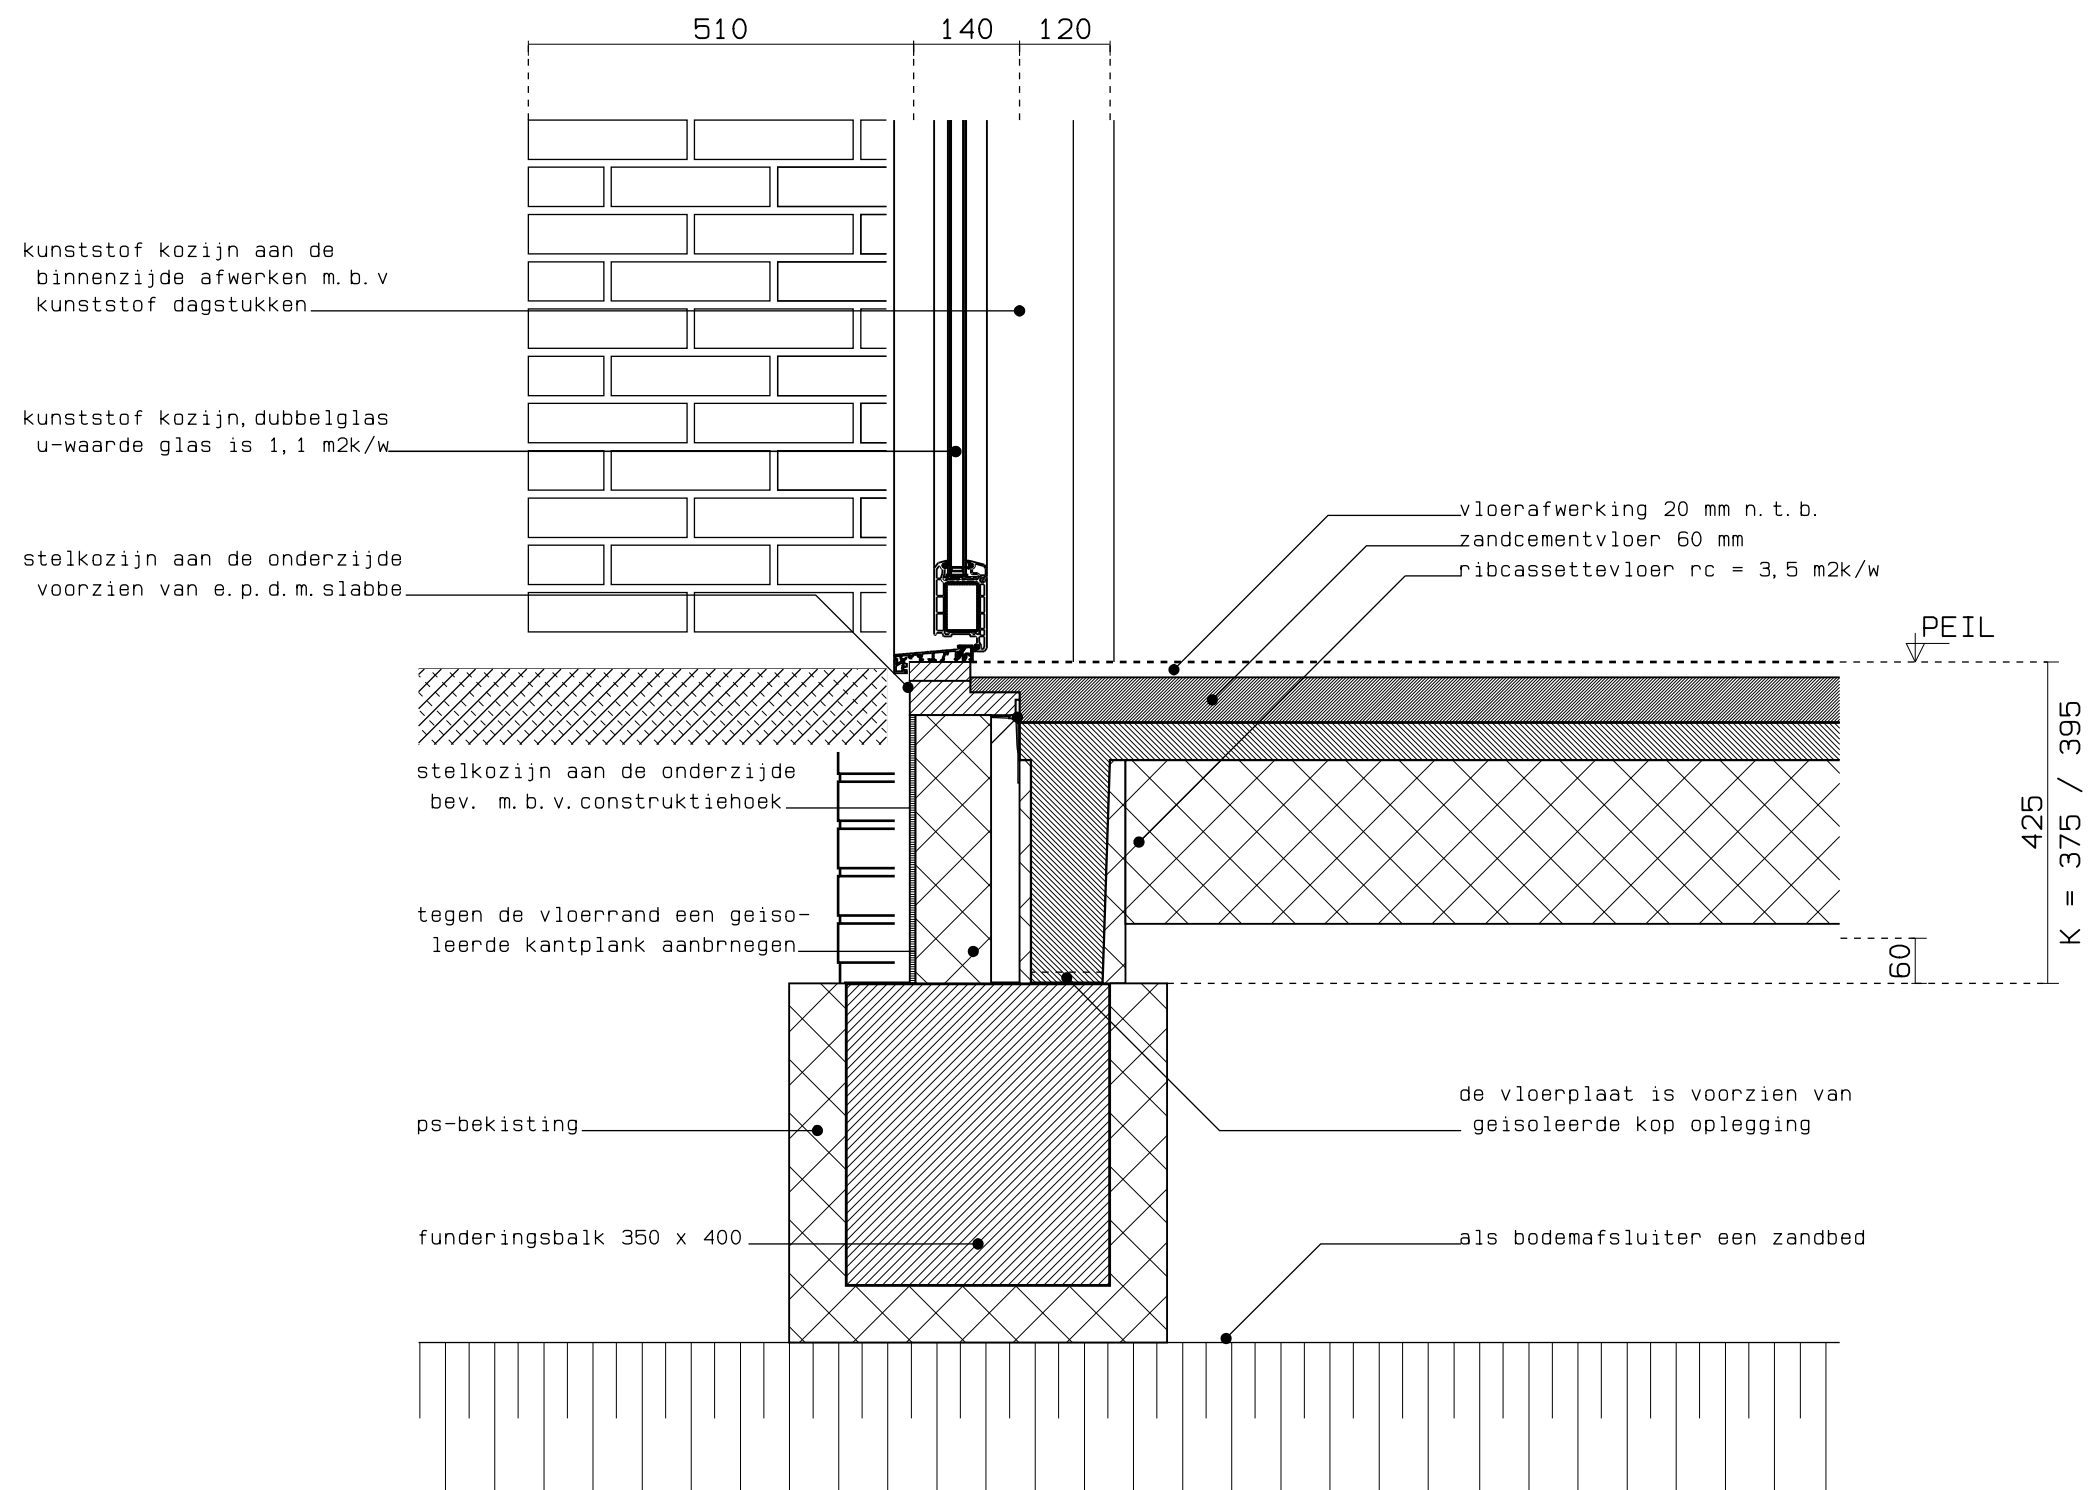 510 140 120
kunststof kozijn aan de
binnenzijde afwerken m.b.v
kunststof dagstukken
kunststof kozijn,dubbelglas
u-waarde glas is 1,1 m2k/w
stelkozijn aan de onderzijde
voorzien van e.p.d.m.slabbe
vloerafwerking 20 mm n.t.b.
zandcementvloer 60 mm
ribcassettevloer rc = 3,5 m2k/w
PEIL
stelkozijn aan de onderzijde
bev. m.b.v.construktiehoek
tegen de vloerrand een geiso-
leerde kantplank aanbrnegen
60
425
K = 375 / 395
ps-bekisting
funderingsbalk 350 x 400
de vloerplaat is voorzien van
geisoleerde kop oplegging
als bodemafsluiter een zandbed